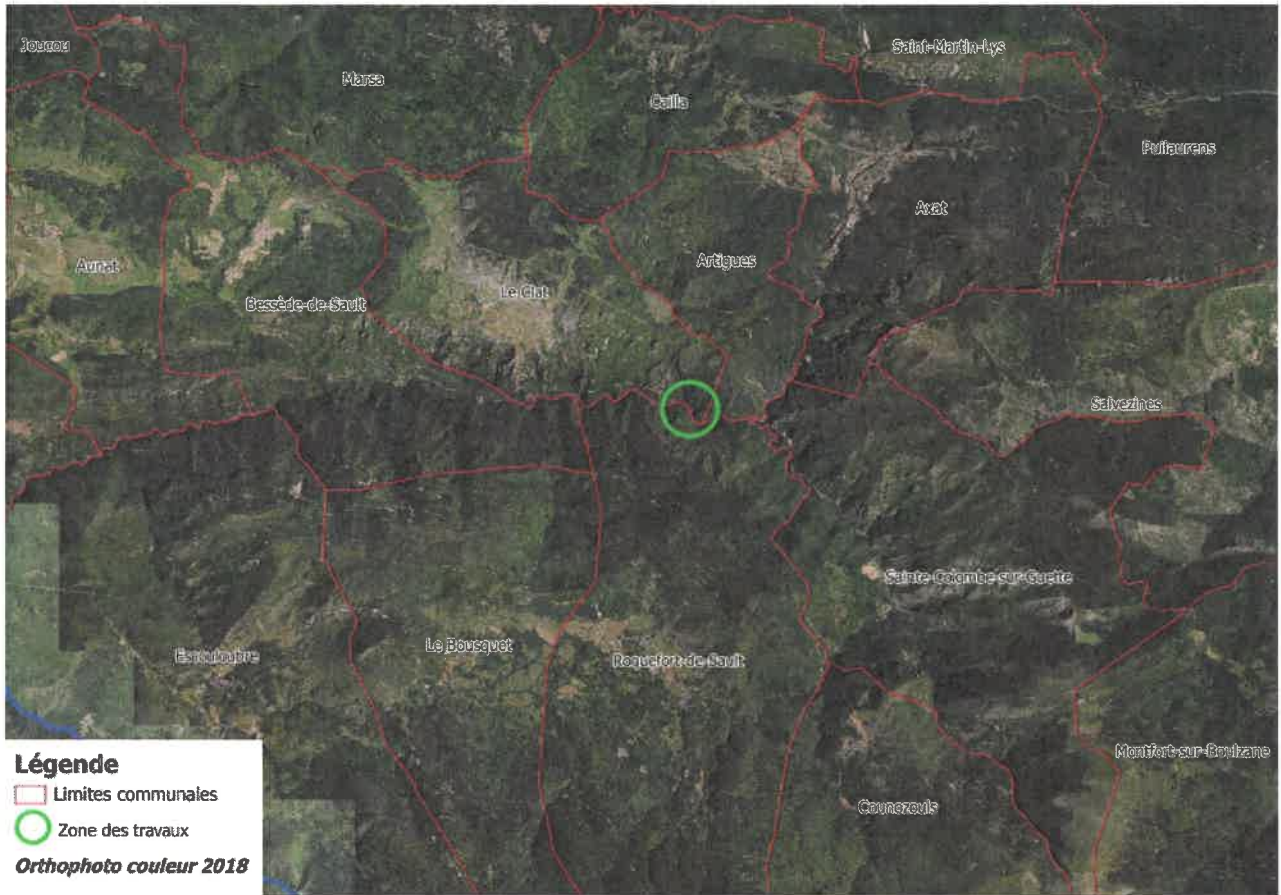 Joucou
Marsa
Cailla
Saint-Martin-Lys
Puilaurens
Axat
Artigues
Aunat
Bessède-de-Sault
Le Clat
Salvezines
Sainte-Colombe-sur-Guette
Le Bousquet
Roquefort-de-Sault
Escouloubre
Montfort-sur-Boulzane
Counozouls
Légende
Limites communales
Zone des travaux
Orthophoto couleur 2018